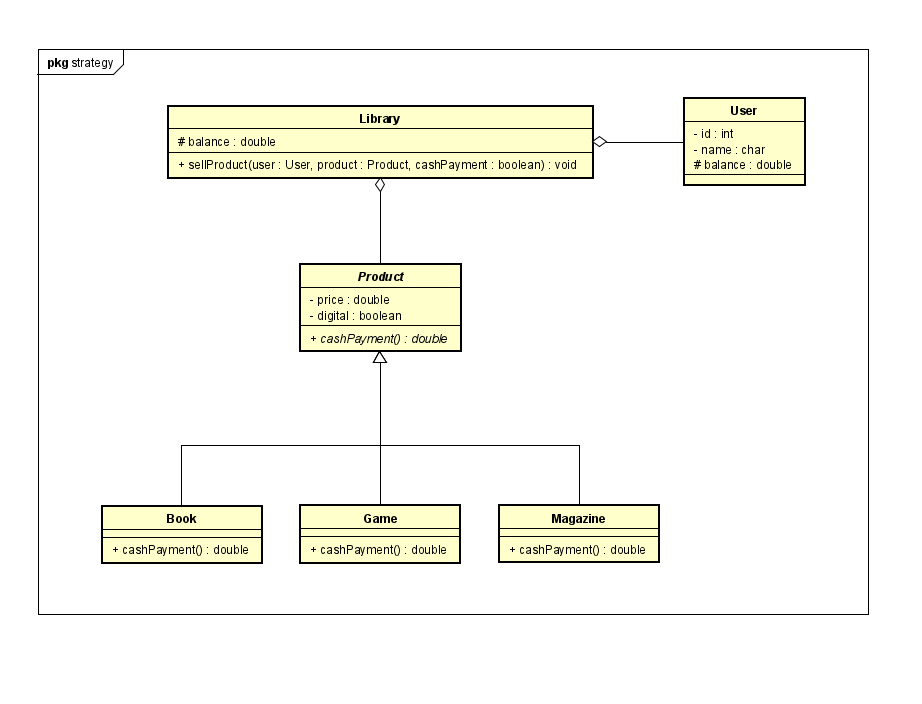 pkg strategy
Library
# balance : double
+ sellProduct(user : User, product : Product, cashPayment : boolean) : void
User
- id : int
- name : char
# balance : double
Product
- price : double
- digital : boolean
+ cashPayment() : double
Book
+ cashPayment() : double
Game
+ cashPayment() : double
Magazine
+ cashPayment() : double